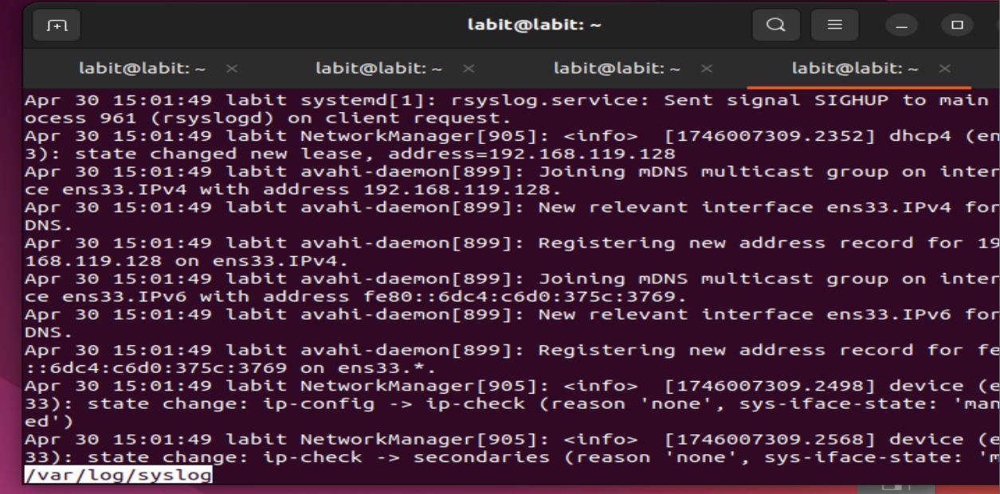 labit@labit: ~
labit@labit: ~ × labit@labit: ~ × labit@labit: ~ × labit@labit: ~ ×
Apr 30 15:01:49 labit systemd[1]: rsyslog.service: Sent signal SIGHUP to main
ocess 961 (rsyslogd) on client request.
Apr 30 15:01:49 labit NetworkManager[905]: <info>  [1746007309.2352] dhcp4 (en
3): state changed new lease, address=192.168.119.128
Apr 30 15:01:49 labit avahi-daemon[899]: Joining mDNS multicast group on inter
ce ens33.IPv4 with address 192.168.119.128.
Apr 30 15:01:49 labit avahi-daemon[899]: New relevant interface ens33.IPv4 for
DNS.
Apr 30 15:01:49 labit avahi-daemon[899]: Registering new address record for 19
168.119.128 on ens33.IPv4.
Apr 30 15:01:49 labit avahi-daemon[899]: Joining mDNS multicast group on inter
ce ens33.IPv6 with address fe80::6dc4:c6d0:375c:3769.
Apr 30 15:01:49 labit avahi-daemon[899]: New relevant interface ens33.IPv6 for
DNS.
Apr 30 15:01:49 labit avahi-daemon[899]: Registering new address record for fe
::6dc4:c6d0:375c:3769 on ens33.*.
Apr 30 15:01:49 labit NetworkManager[905]: <info>  [1746007309.2498] device (e
33): state change: ip-config -> ip-check (reason 'none', sys-iface-state: 'man
ed')
Apr 30 15:01:49 labit NetworkManager[905]: <info>  [1746007309.2568] device (e
33): state change: ip-check -> secondaries (reason 'none', sys-iface-state: 'm
/var/log/syslog